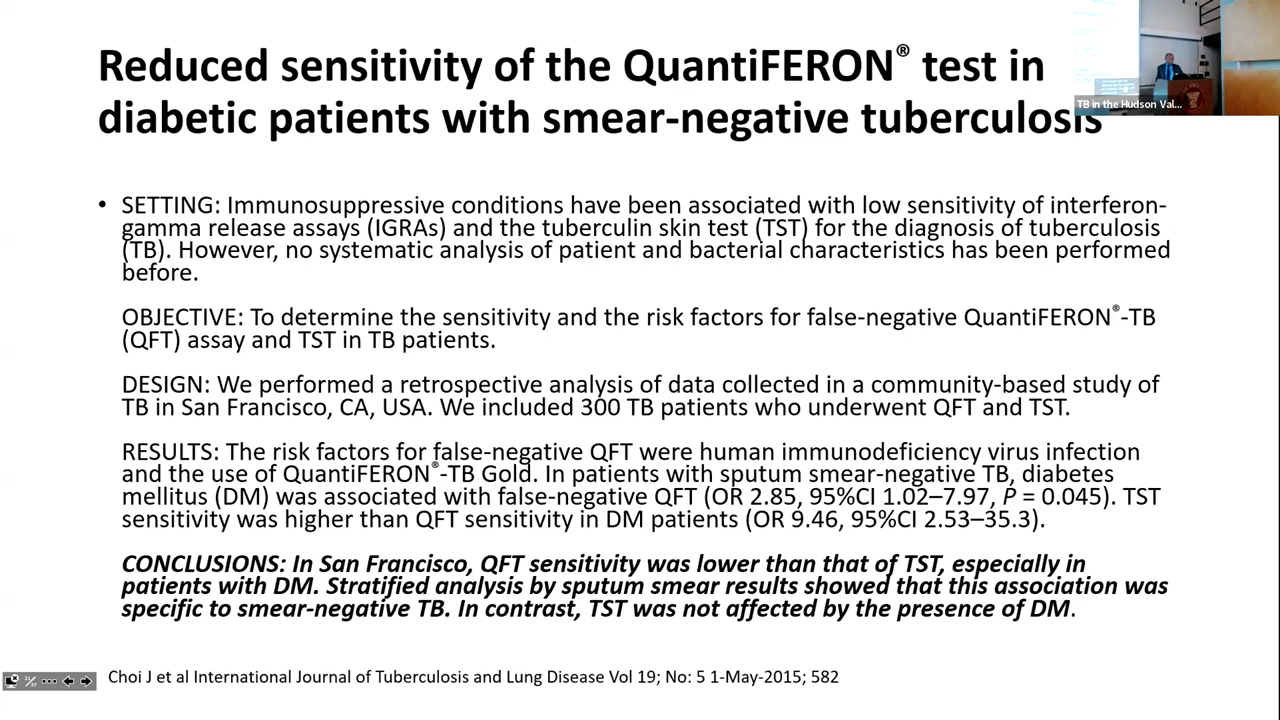 Reduced sensitivity of the QuantiFERON® test in
diabetic patients with smear-negative tuberculosis
TB in the Hudson Val...
• SETTING: Immunosuppressive conditions have been associated with low sensitivity of interferon-
gamma release assays (IGRAs) and the tuberculin skin test (TST) for the diagnosis of tuberculosis
(TB). However, no systematic analysis of patient and bacterial characteristics has been performed
before.
OBJECTIVE: To determine the sensitivity and the risk factors for false-negative QuantiFERON®-TB
(QFT) assay and TST in TB patients.
DESIGN: We performed a retrospective analysis of data collected in a community-based study of
TB in San Francisco, CA, USA. We included 300 TB patients who underwent QFT and TST.
RESULTS: The risk factors for false-negative QFT were human immunodeficiency virus infection
and the use of QuantiFERON®-TB Gold. In patients with sputum smear-negative TB, diabetes
mellitus (DM) was associated with false-negative QFT (OR 2.85, 95%CI 1.02–7.97, P = 0.045). TST
sensitivity was higher than QFT sensitivity in DM patients (OR 9.46, 95%CI 2.53–35.3).
CONCLUSIONS: In San Francisco, QFT sensitivity was lower than that of TST, especially in
patients with DM. Stratified analysis by sputum smear results showed that this association was
specific to smear-negative TB. In contrast, TST was not affected by the presence of DM.
Choi J et al International Journal of Tuberculosis and Lung Disease Vol 19; No: 5 1-May-2015; 582